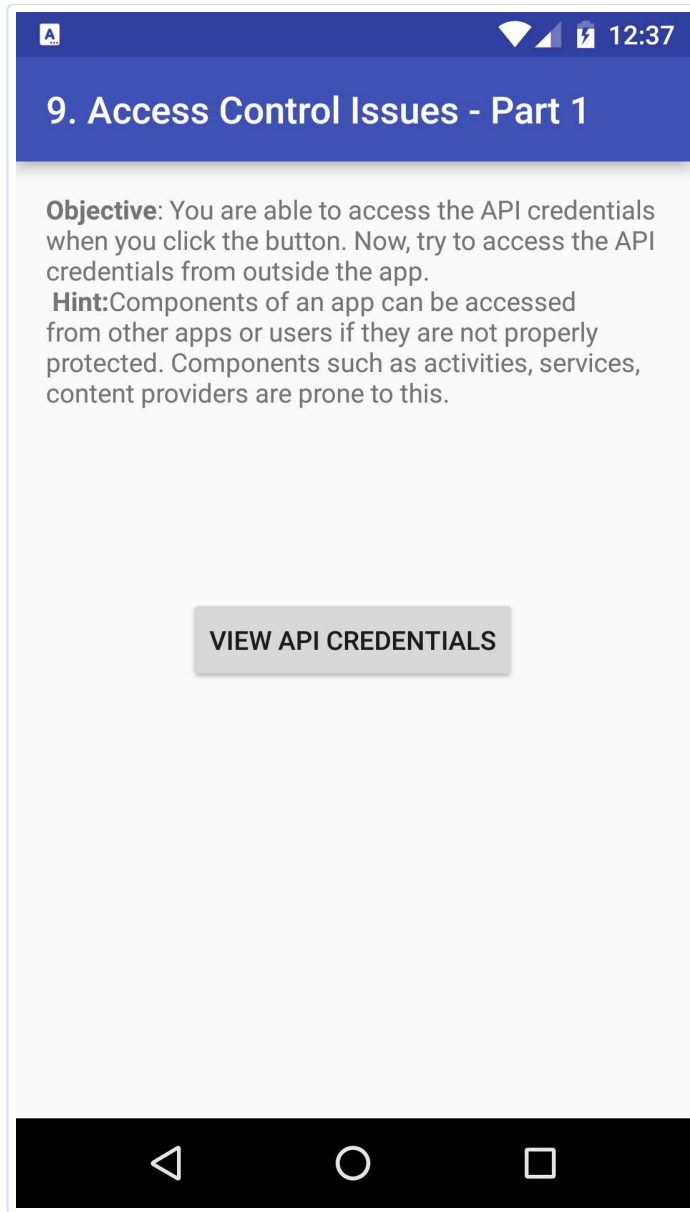 A
12:37
9. Access Control Issues - Part 1
Objective: You are able to access the API credentials
when you click the button. Now, try to access the API
credentials from outside the app.
Hint:Components of an app can be accessed
from other apps or users if they are not properly
protected. Components such as activities, services,
content providers are prone to this.
VIEW API CREDENTIALS